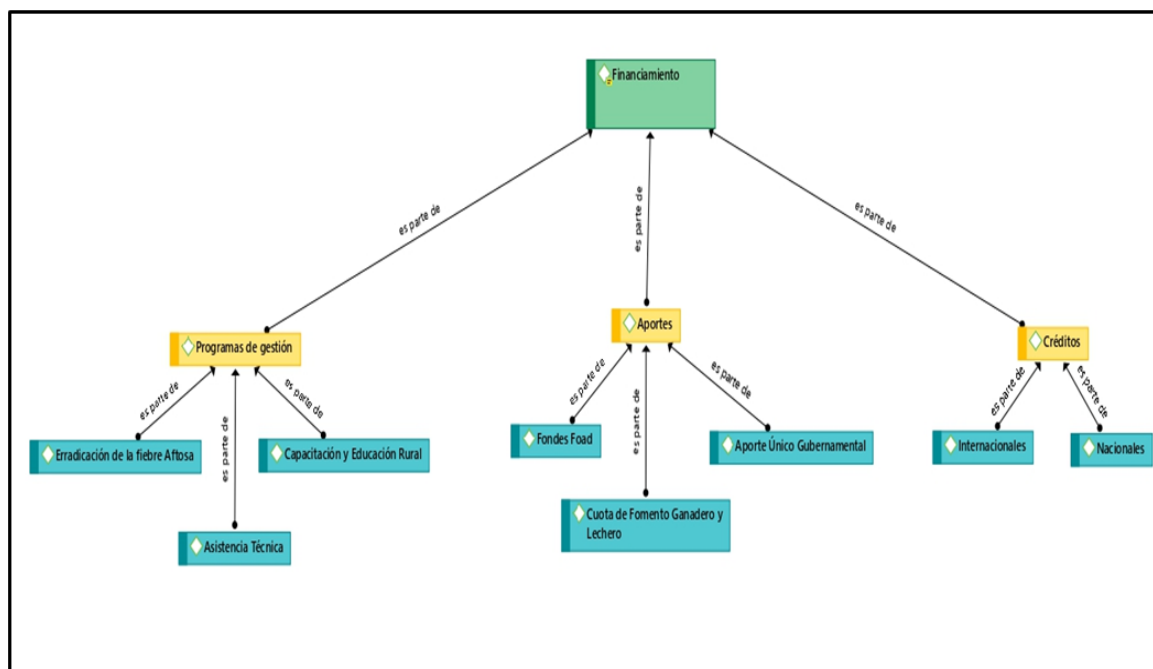 Financiamiento
es parte de
es parte de
es parte de
Programas de gestión
Aportes
Créditos
es parte de
es parte de
es parte de
es parte de
es parte de
es parte de
es parte de
es parte de
Erradicación de la fiebre Aftosa
Capacitación y Educación Rural
Fondes Foad
Aporte Único Gubernamental
Internacionales
Nacionales
Asistencia Técnica
Cuota de Fomento Ganadero y
Lechero